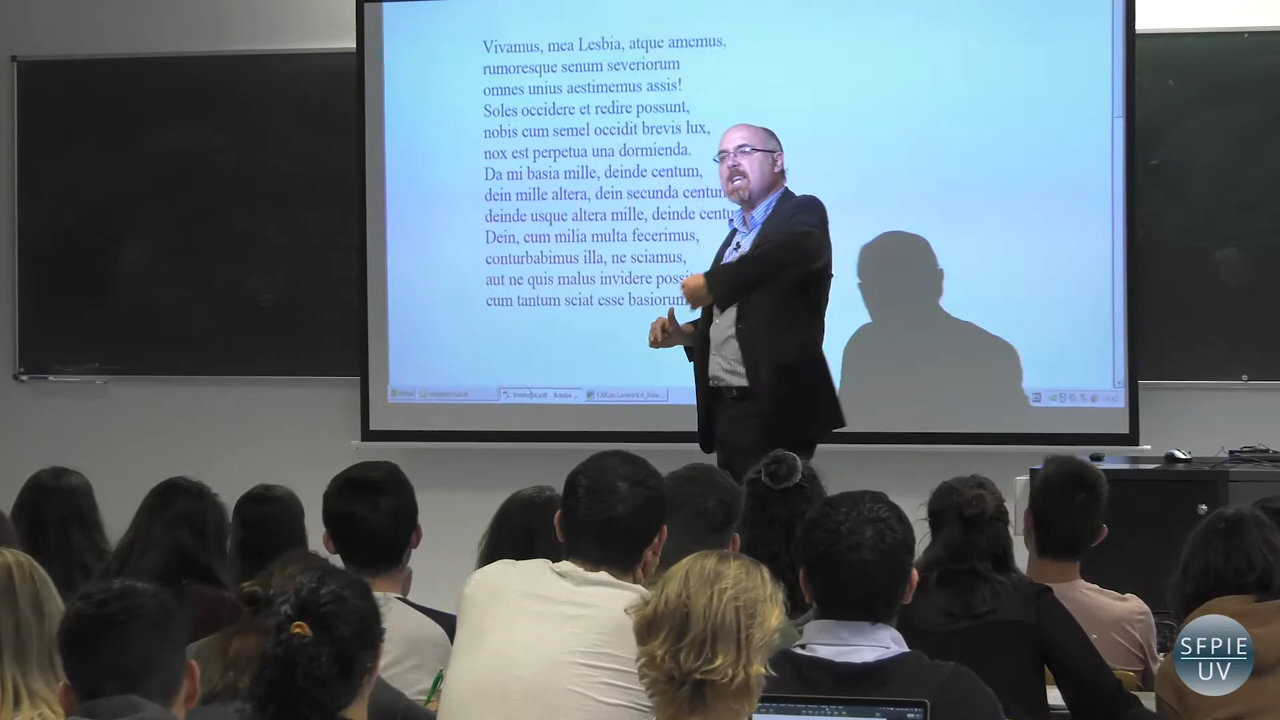 Vivamus, mea Lesbia, atque amemus,
rumoresque senum severiorum
omnes unius aestimemus assis!
Soles occidere et redire possunt,
nobis cum semel occidit brevis lux,
nox est perpetua una dormienda.
Da mi basia mille, deinde centum,
dein mille altera, dein secunda centum
deinde usque altera mille, deinde centu
Dein, cum milia multa fecerimus,
conturbabimus illa, ne sciamus,
aut ne quis malus invidere possit
cum tantum sciat esse basiorum
SFPIE
UV